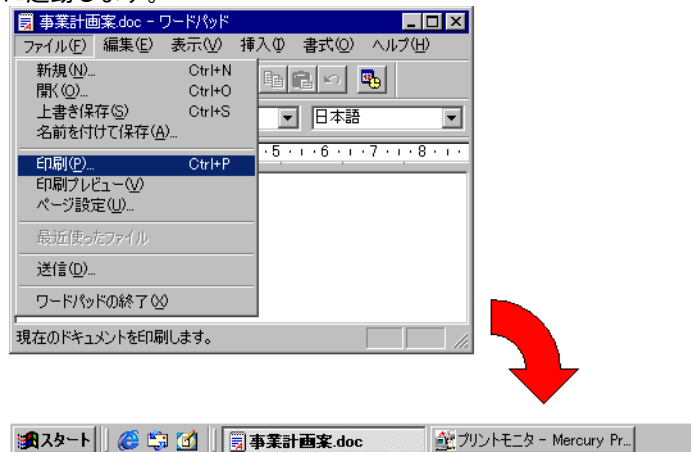 に起動します。
事業計画案.doc - ワードパッド
ファイル(F) 編集(E) 表示(V) 挿入(I) 書式(O) ヘルプ(H)
新規(N)... Ctrl+N
開く(O)... Ctrl+O
上書き保存(S) Ctrl+S
名前を付けて保存(A)...
日本語
印刷(P)... Ctrl+P
·5·ı·6·ı·7·ı·8·ı·
印刷プレビュー(V)
ページ設定(U)...
最近使ったファイル
送信(D)...
ワードパッドの終了(X)
現在のドキュメントを印刷します。
スタート 事業計画案.doc プリントモニタ - Mercury Pr...